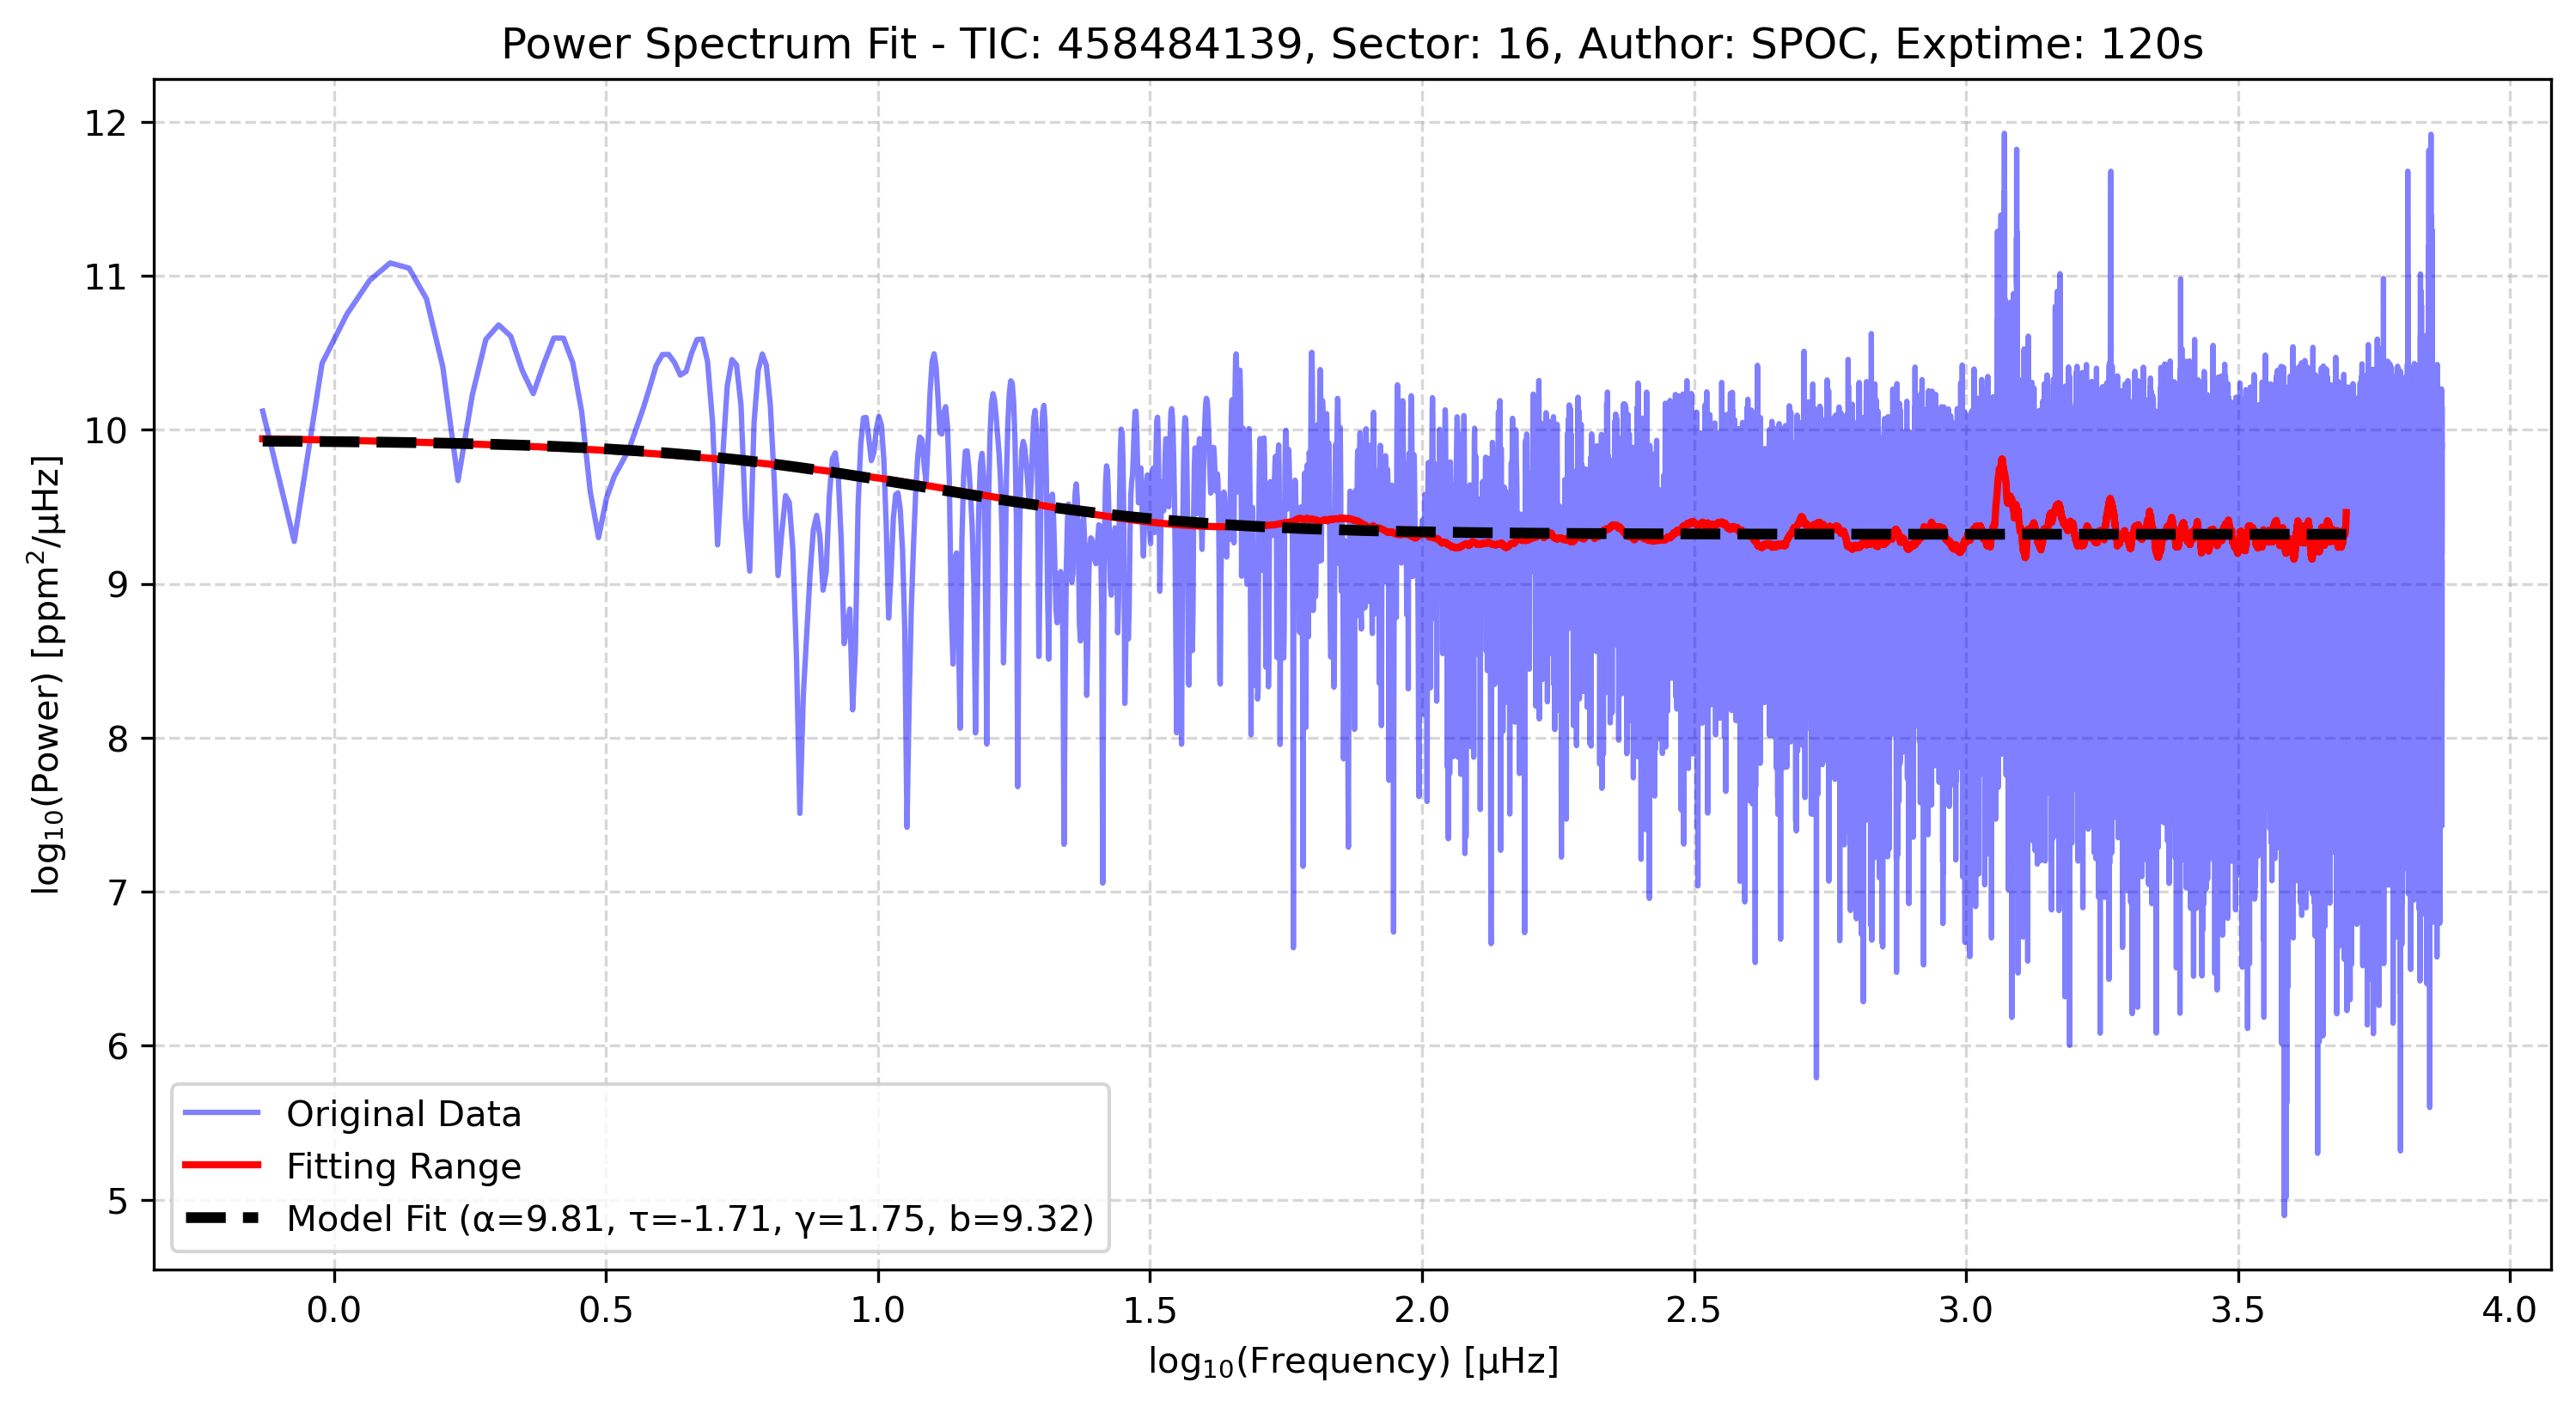 Power Spectrum Fit - TIC: 458484139, Sector: 16, Author: SPOC, Exptime: 120s
12
11
10
9
8
7
6
5
log₁₀(Power) [ppm²/μHz]
Original Data
Fitting Range
Model Fit (α=9.81, τ=-1.71, γ=1.75, b=9.32)
0.0 0.5 1.0 1.5 2.0 2.5 3.0 3.5 4.0
log₁₀(Frequency) [μHz]